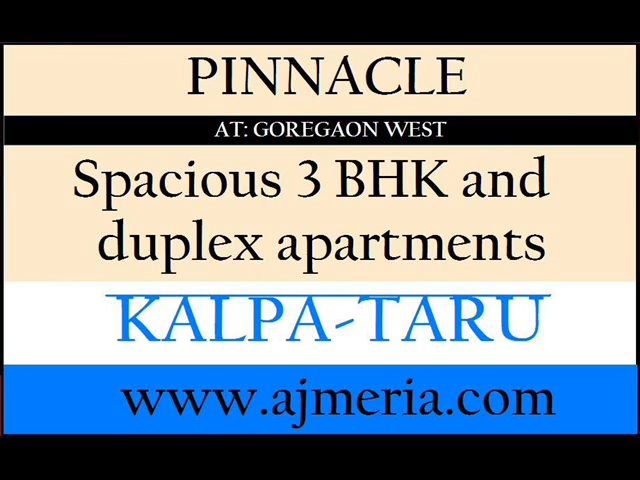 PINNACLE
AT: GOREGAON WEST
Spacious 3 BHK and
duplex apartments
KALPA-TARU
www.ajmeria.com